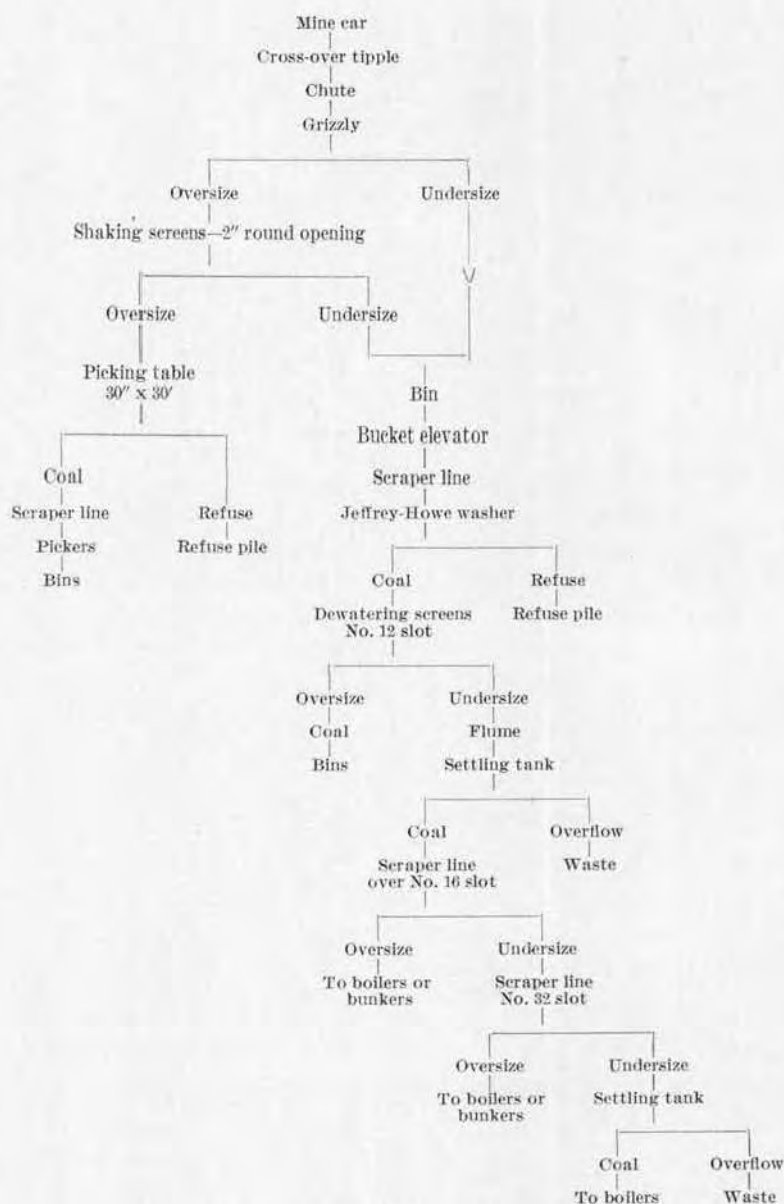 Mine car
Cross-over tipple
Chute
Grizzly
Oversize Undersize
Shaking screens—2" round opening
Oversize Undersize
Picking table
30" x 30'
Bin
Bucket elevator
Coal Scraper line
Scraper line Refuse Jeffrey-Howe washer
Pickers Refuse pile
Bins Coal Refuse
Dewatering screens Refuse pile
No. 12 slot
Oversize Undersize
Coal Flume
Bins Settling tank
Coal Overflow
Scraper line Waste
over No. 16 slot
Oversize Undersize
To boilers or Scraper line
bunkers No. 32 slot
Oversize Undersize
To boilers or Settling tank
bunkers
Coal Overflow
To boilers Waste